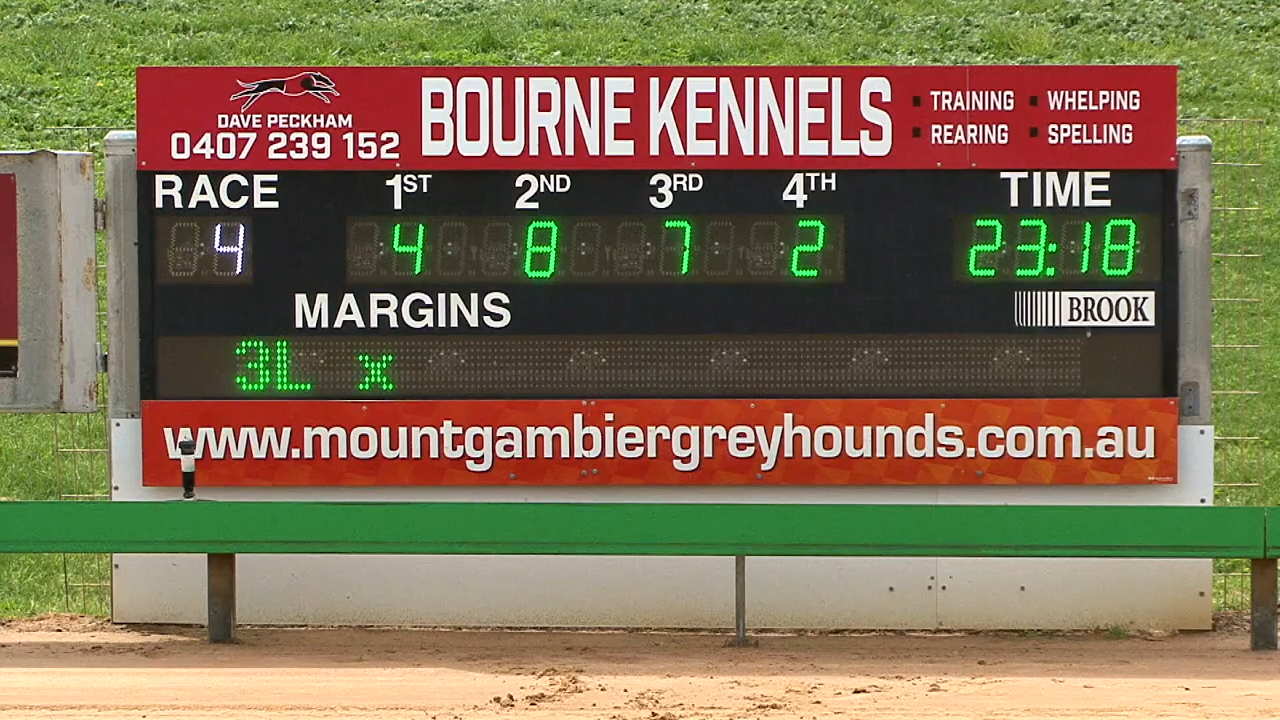 BOURNE KENNELS
DAVE PECKHAM
0407 239 152
▪ TRAINING ▪ WHELPING
▪ REARING ▪ SPELLING
RACE 1ST 2ND 3RD 4TH TIME
4 4 8 7 2 23:18
MARGINS
BROOK
3L x
www.mountgambiergreyhounds.com.au